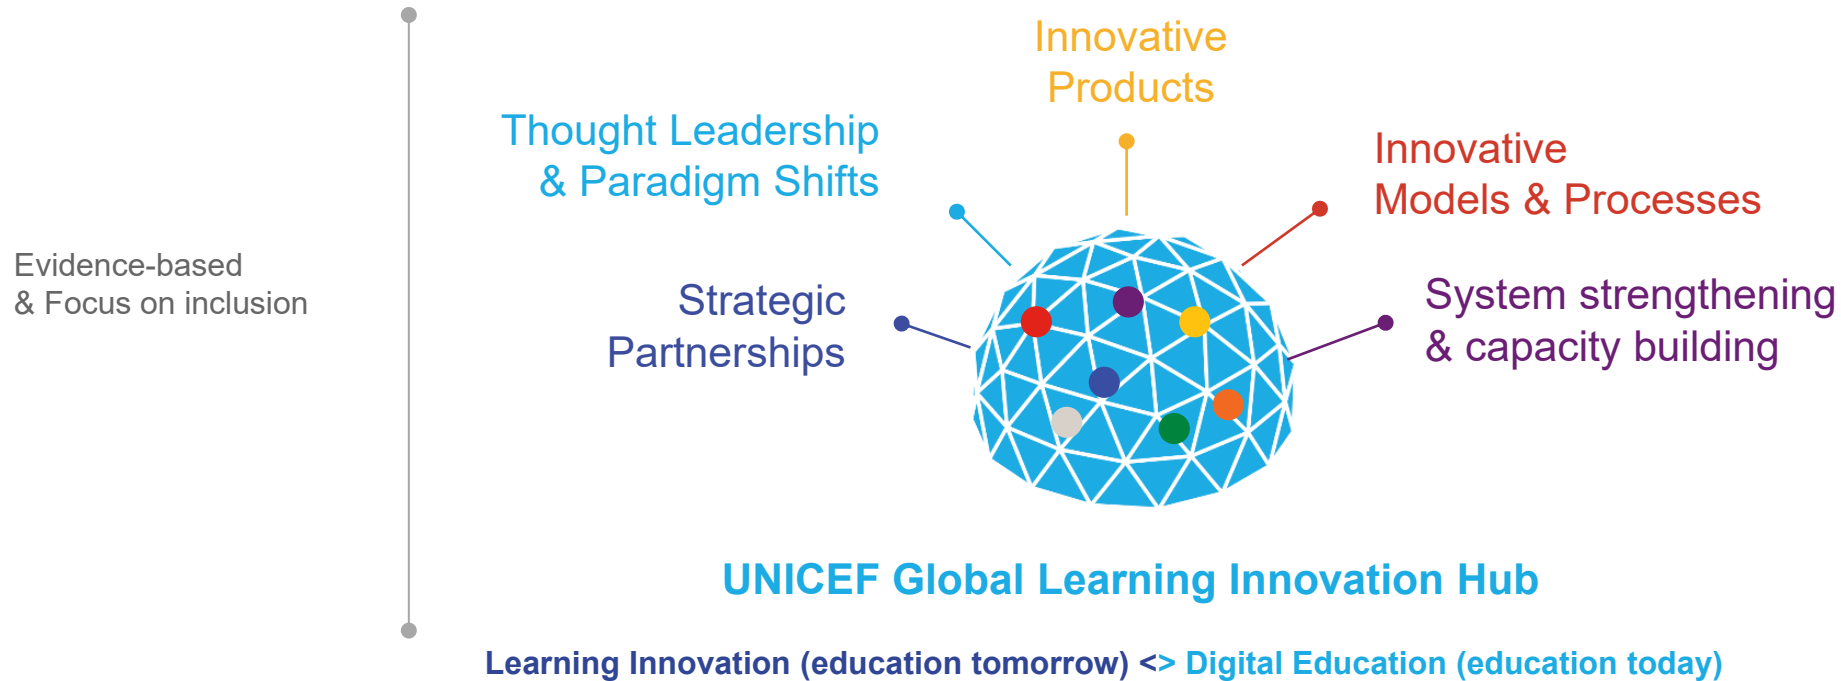 Evidence-based
& Focus on inclusion
Innovative
Products
Thought Leadership
& Paradigm Shifts
Innovative
Models & Processes
Strategic
Partnerships
System strengthening
& capacity building
UNICEF Global Learning Innovation Hub
Learning Innovation (education tomorrow) <> Digital Education (education today)